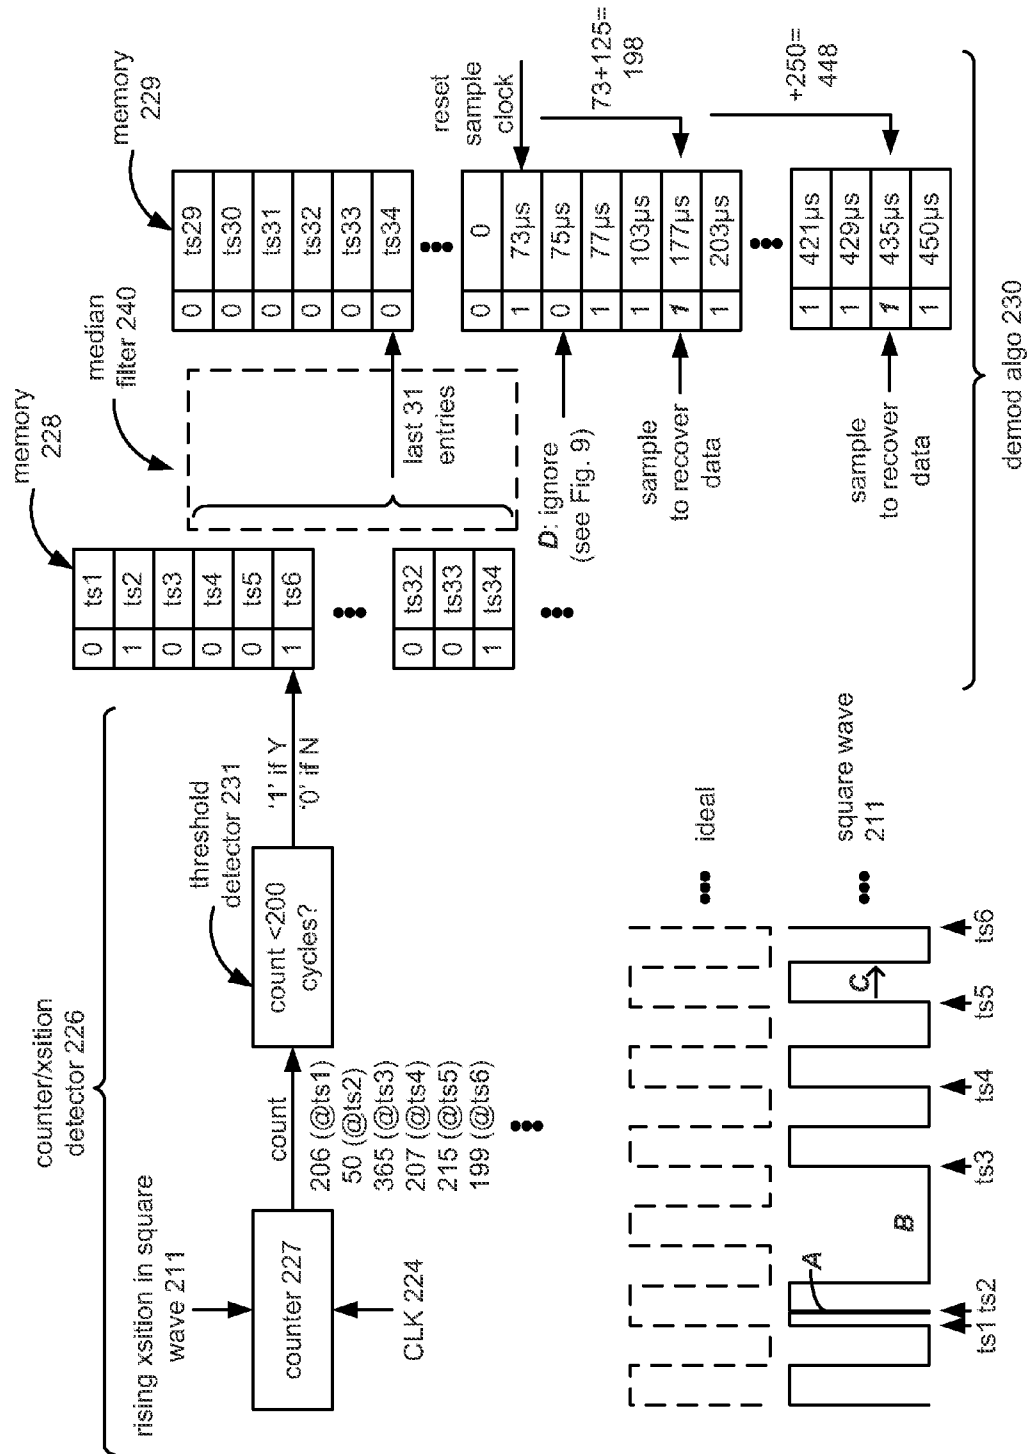 counter/xsition
detector 226
rising xsition in square
wave 211
counter 227
CLK 224
count
206 (@ts1)
50 (@ts2)
365 (@ts3)
207 (@ts4)
215 (@ts5)
199 (@ts6)
●●●
threshold
detector 231
count <200
cycles?
'1' if Y
'0' if N
memory
228
0 ts1
1 ts2
0 ts3
0 ts4
0 ts5
1 ts6
●●●
0 ts32
0 ts33
1 ts34
●●●
median
filter 240
last 31
entries
memory
229
0 ts29
0 ts30
0 ts31
0 ts32
0 ts33
0 ts34
●●●
0 0
1 73µs
0 75µs
1 77µs
1 103µs
1 177µs
1 203µs
●●●
1 421µs
1 429µs
1 435µs
1 450µs
reset
sample
clock
73+125=
198
+250=
448
D: ignore
(see Fig. 9)
sample
to recover
data
sample
to recover
data
demod algo 230
●●● ideal
A
B
C
●●● square wave
211
ts1 ts2 ts3 ts4 ts5 ts6